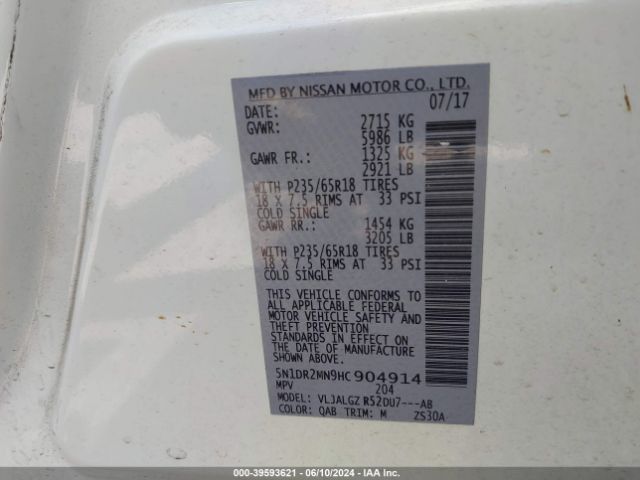 MFD BY NISSAN MOTOR CO., LTD.
DATE: 07/17
GVWR: 2715 KG
5986 LB
GAWR FR.: 1325 KG
2921 LB
WITH P235/65R18 TIRES
18 X 7.5 RIMS AT 33 PSI
COLD SINGLE
GAWR RR.: 1454 KG
3205 LB
WITH P235/65R18 TIRES
18 X 7.5 RIMS AT 33 PSI
COLD SINGLE
THIS VEHICLE CONFORMS TO
ALL APPLICABLE FEDERAL
MOTOR VEHICLE SAFETY AND
THEFT PREVENTION
STANDARDS IN EFFECT ON
THE DATE OF MANUFACTURE
SHOWN ABOVE.
5N1DR2MN9HC 904914
MPV 204
MODEL: VLJALGZ R52DU7---AB
COLOR: QAB TRIM: M ZS30A
000-39593621 - 06/10/2024 - IAA Inc.